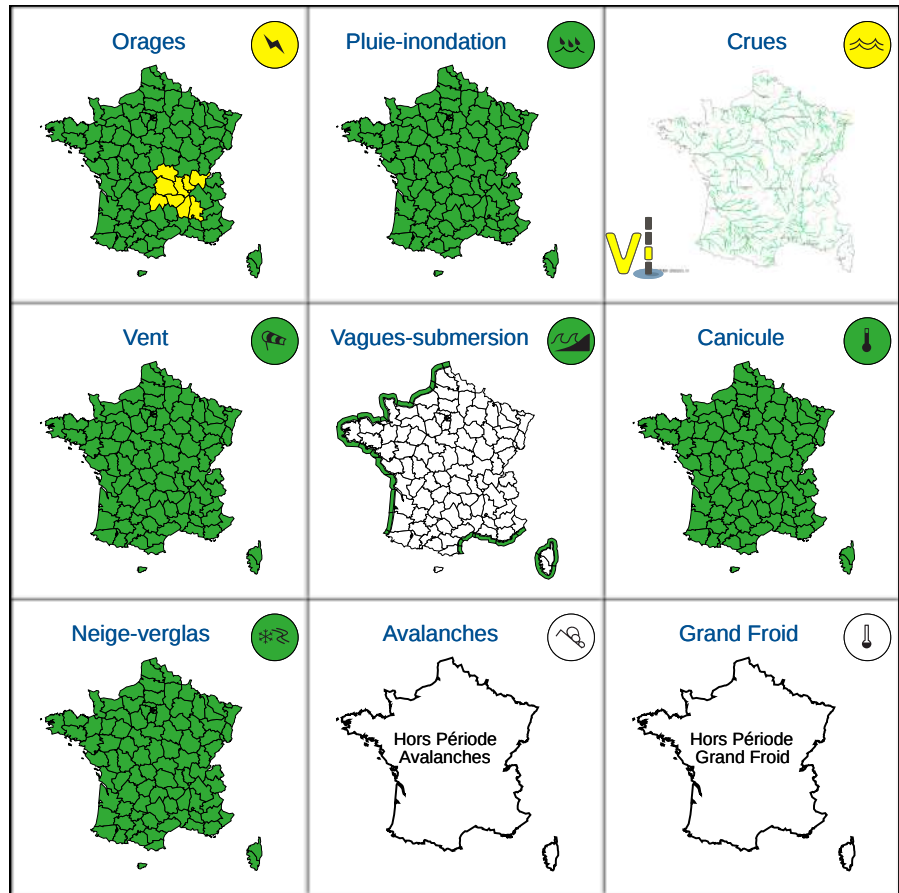 Orages
Pluie-inondation
Crues
Vi
Vent
Vagues-submersion
Canicule
Neige-verglas
Avalanches
Hors Période
Avalanches
Grand Froid
Hors Période
Grand Froid